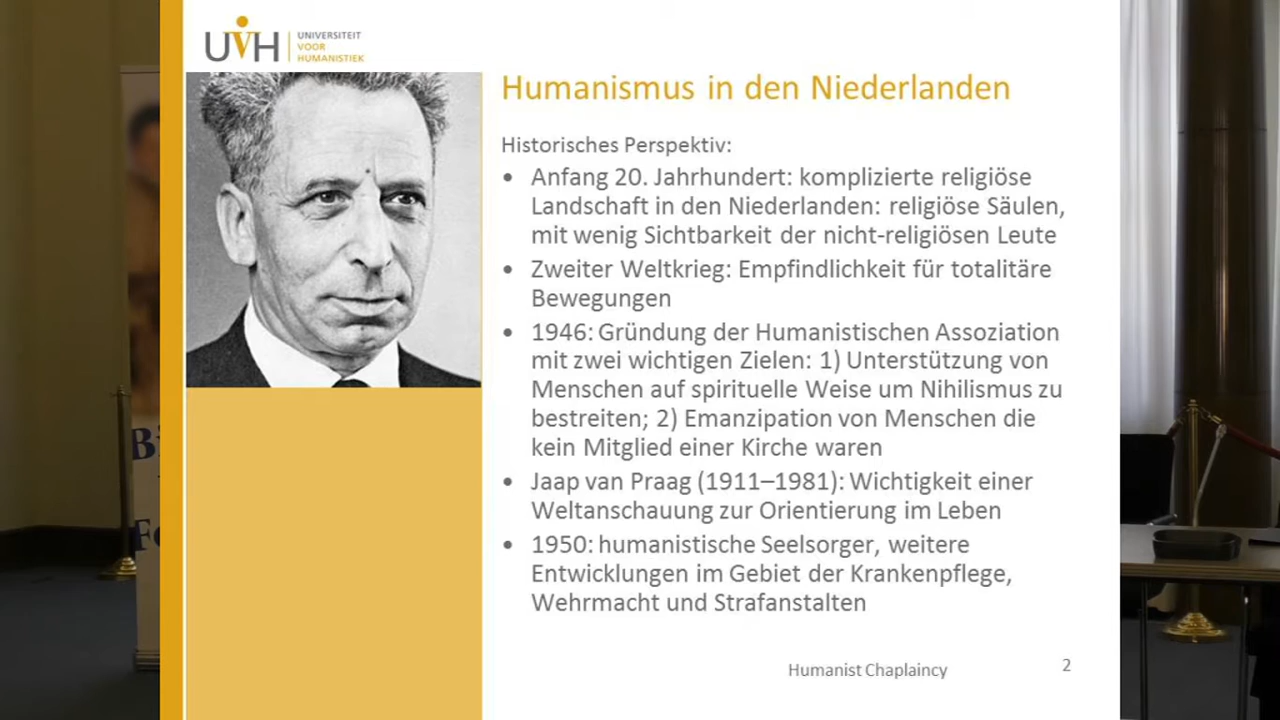 UVH
UNIVERSITEIT
VOOR
HUMANISTIEK
Humanismus in den Niederlanden
Historisches Perspektiv:
• Anfang 20. Jahrhundert: komplizierte religiöse
Landschaft in den Niederlanden: religiöse Säulen,
mit wenig Sichtbarkeit der nicht-religiösen Leute
• Zweiter Weltkrieg: Empfindlichkeit für totalitäre
Bewegungen
• 1946: Gründung der Humanistischen Assoziation
mit zwei wichtigen Zielen: 1) Unterstützung von
Menschen auf spirituelle Weise um Nihilismus zu
bestreiten; 2) Emanzipation von Menschen die
kein Mitglied einer Kirche waren
• Jaap van Praag (1911–1981): Wichtigkeit einer
Weltanschauung zur Orientierung im Leben
• 1950: humanistische Seelsorger, weitere
Entwicklungen im Gebiet der Krankenpflege,
Wehrmacht und Strafanstalten
Humanist Chaplaincy
2